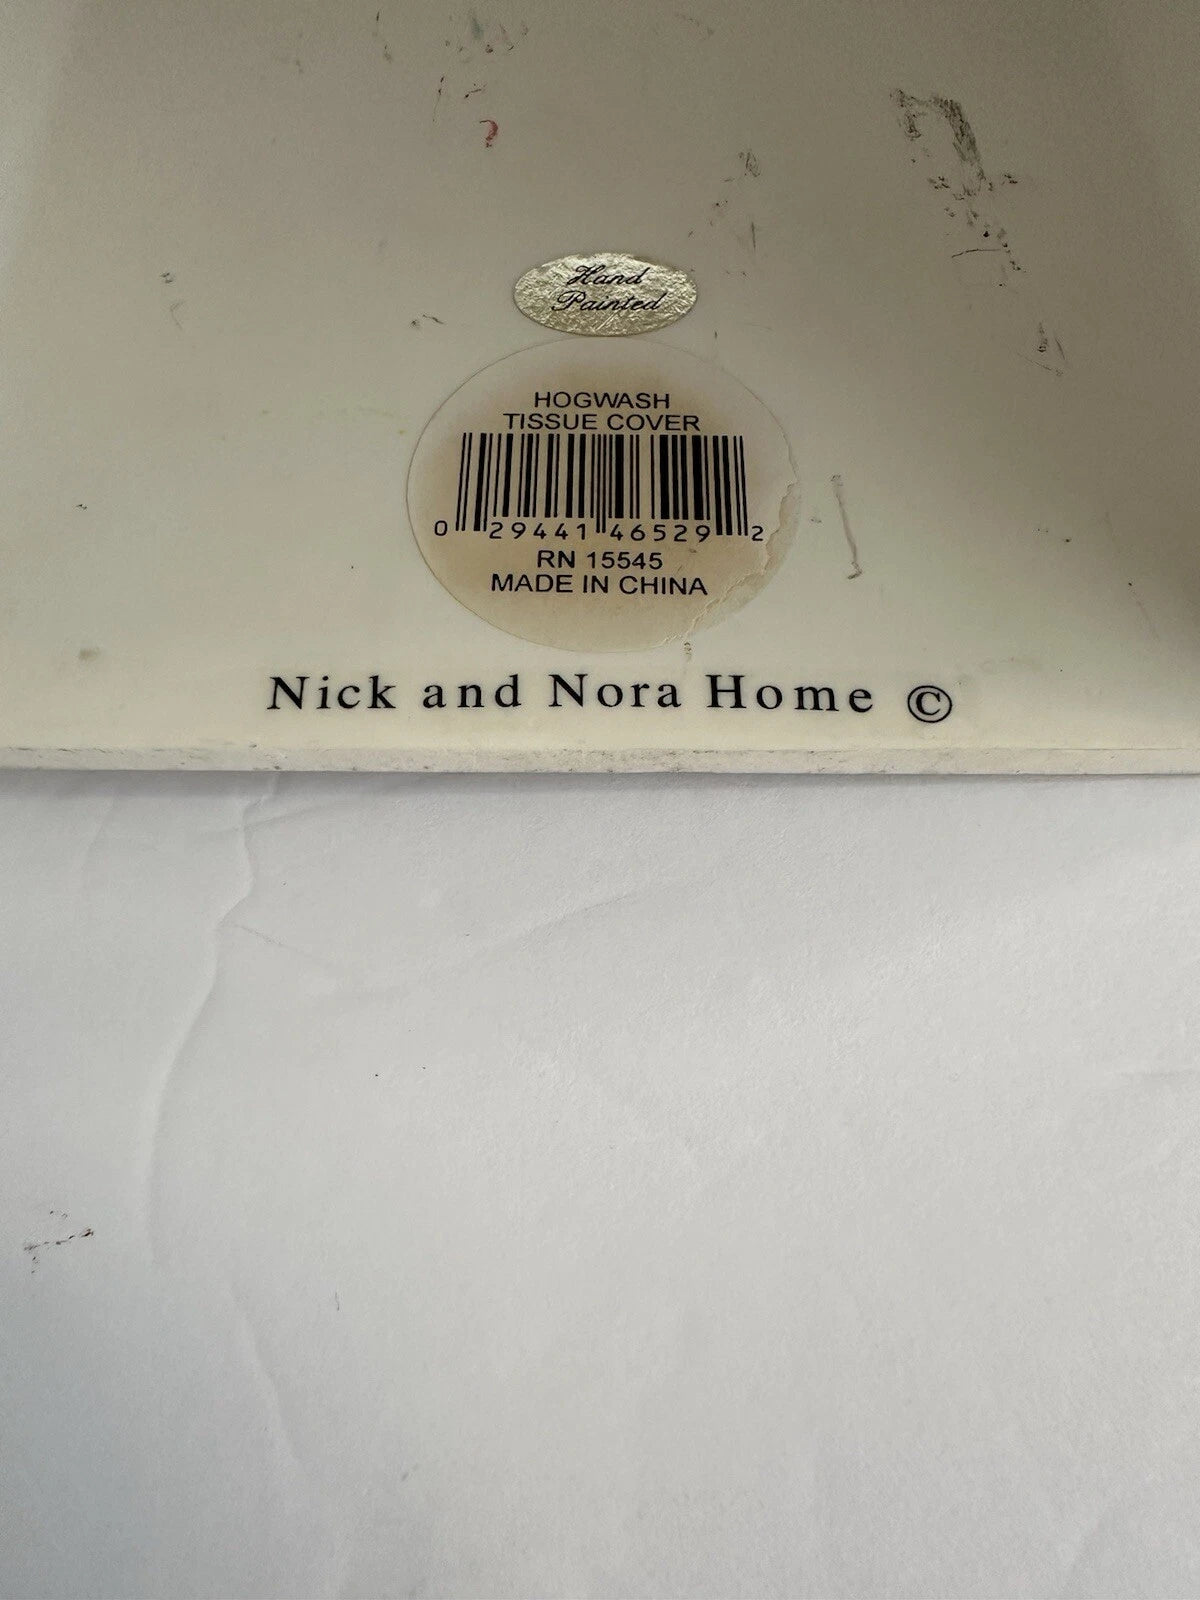 Hand
Painted
HOGWASH
TISSUE COVER
0 29441 46529 2
RN 15545
MADE IN CHINA
Nick and Nora Home ©